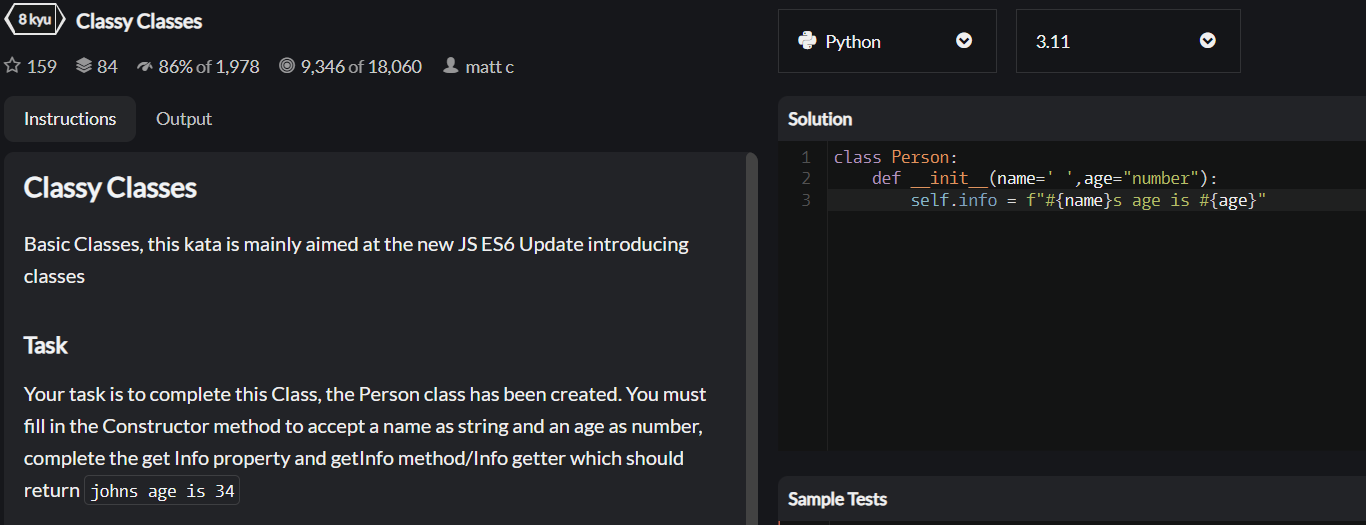 8 kyu Classy Classes
159 84 86% of 1,978 9,346 of 18,060 matt c
Instructions Output
Classy Classes
Basic Classes, this kata is mainly aimed at the new JS ES6 Update introducing
classes
Task
Your task is to complete this Class, the Person class has been created. You must
fill in the Constructor method to accept a name as string and an age as number,
complete the get Info property and getInfo method/Info getter which should
return johns age is 34
Python 3.11
Solution
1 class Person:
2 def __init__(name=' ',age="number"):
3 self.info = f"#{name}s age is #{age}"
Sample Tests